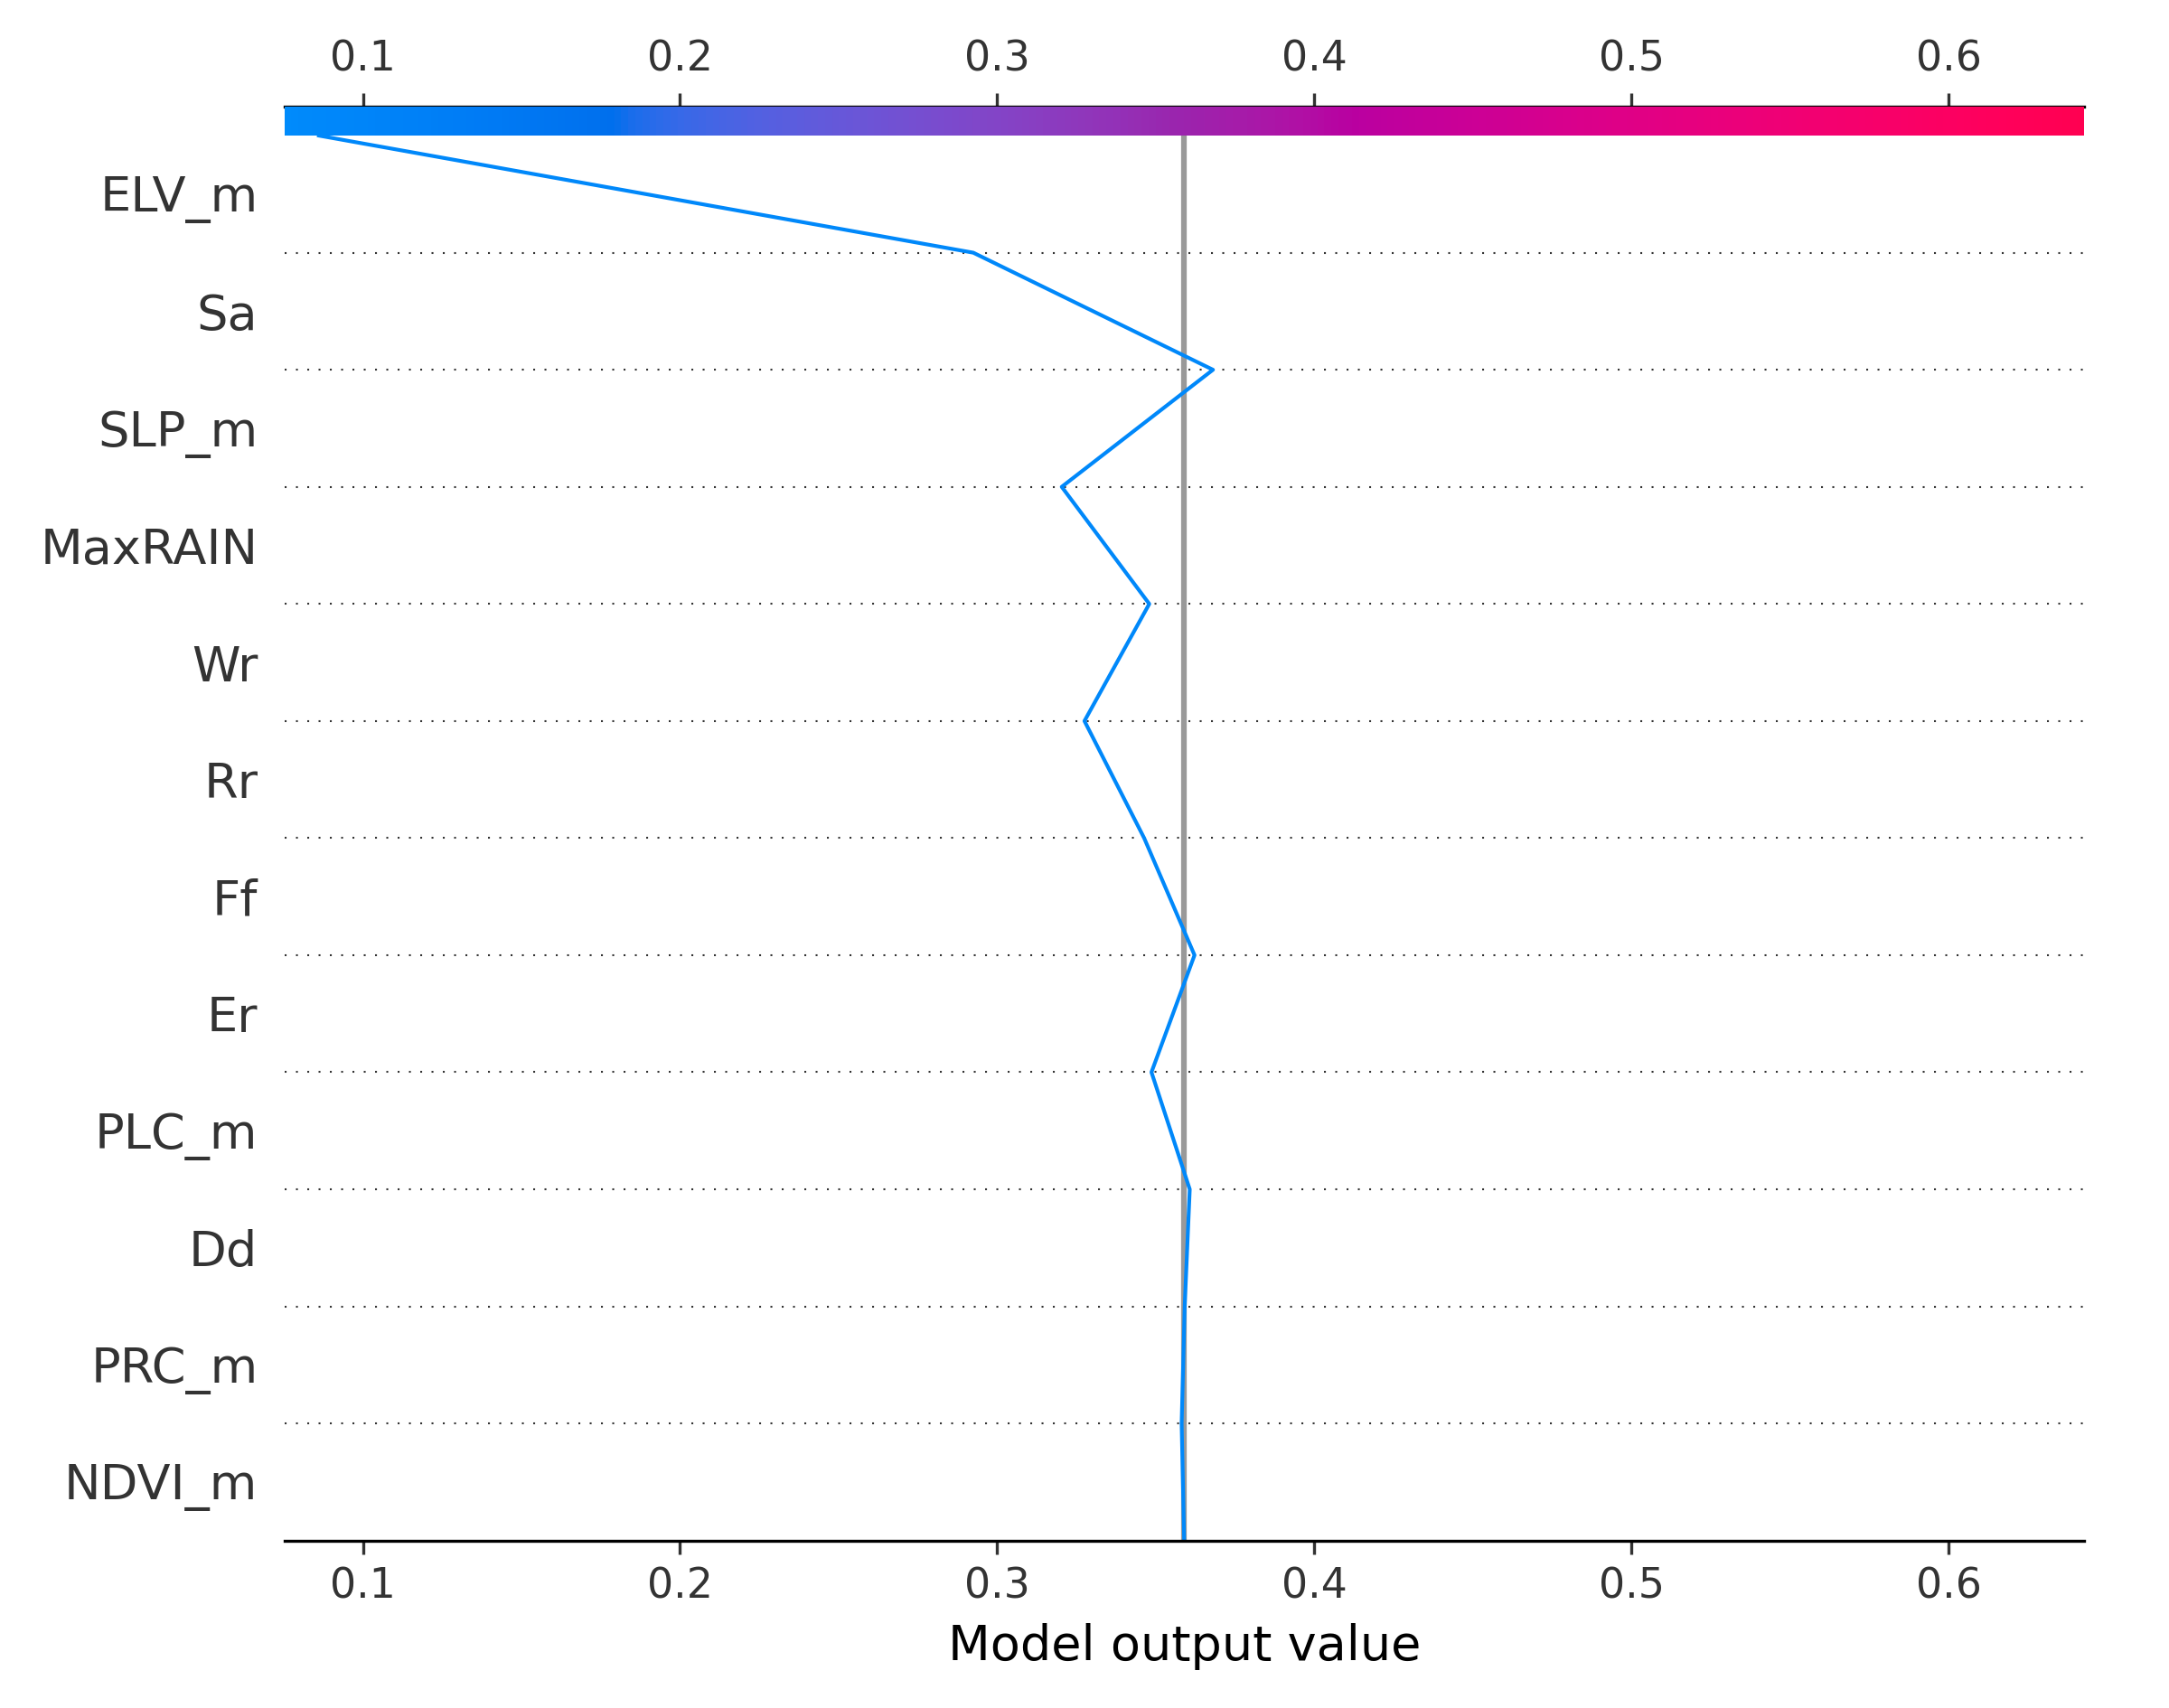 0.1 0.2 0.3 0.4 0.5 0.6
ELV_m
Sa
SLP_m
MaxRAIN
Wr
Rr
Ff
Er
PLC_m
Dd
PRC_m
NDVI_m
0.1 0.2 0.3 0.4 0.5 0.6
Model output value